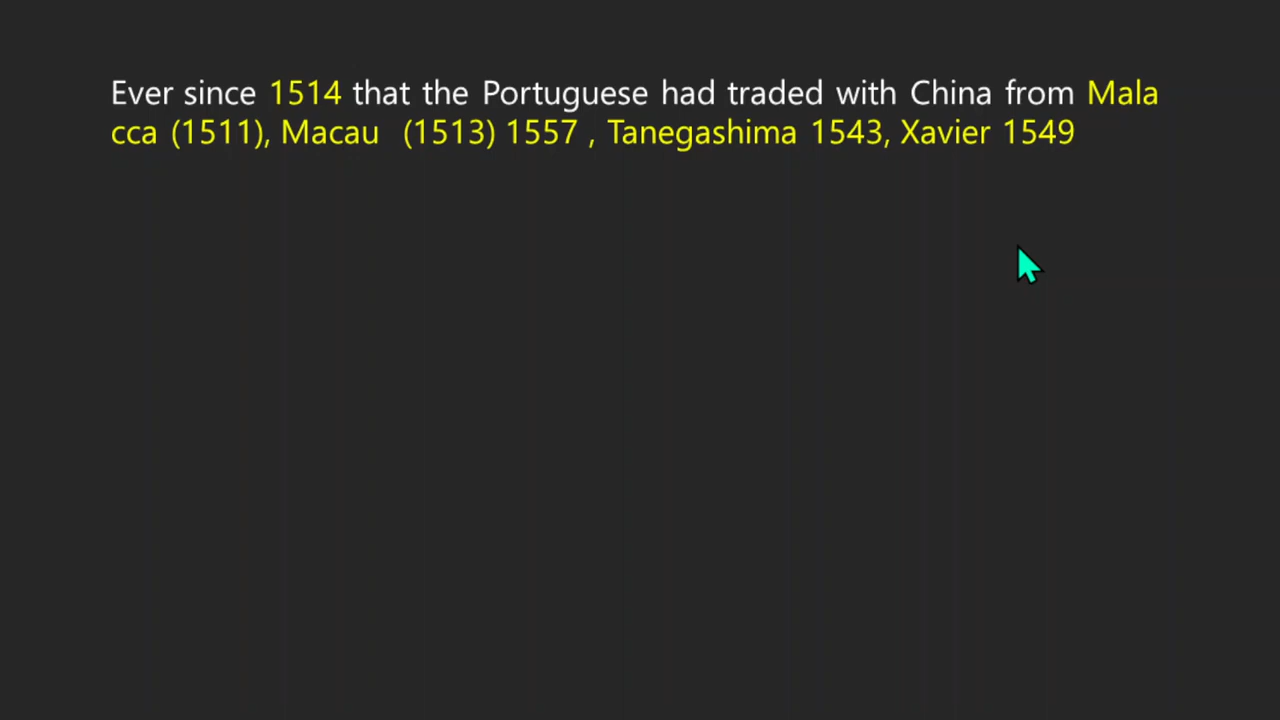 Ever since 1514 that the Portuguese had traded with China from Mala
cca (1511), Macau (1513) 1557 , Tanegashima 1543, Xavier 1549